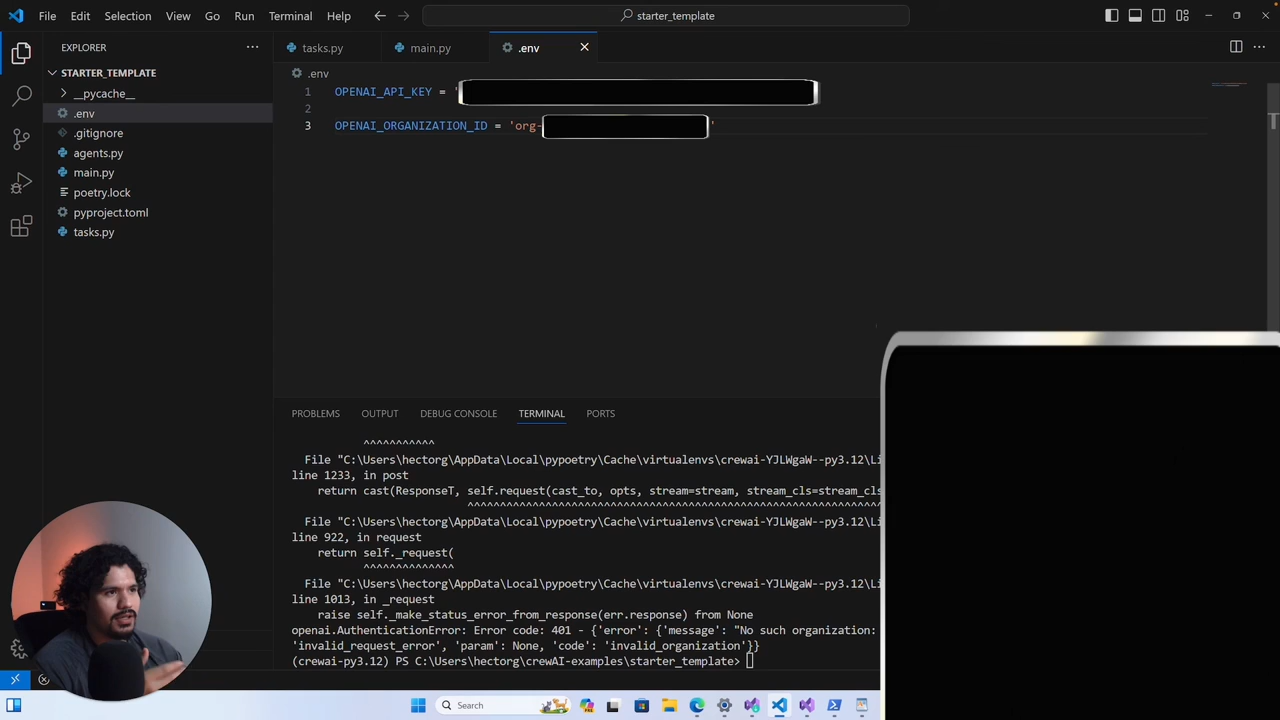 File Edit Selection View Go Run Terminal Help
starter_template
EXPLORER
tasks.py
main.py
.env
STARTER_TEMPLATE
__pycache__
.env
.gitignore
agents.py
main.py
poetry.lock
pyproject.toml
tasks.py
.env
1 OPENAI_API_KEY = '
2
3 OPENAI_ORGANIZATION_ID = 'org- '
PROBLEMS OUTPUT DEBUG CONSOLE TERMINAL PORTS
^^^^^^^^^^^
File "C:\Users\hectorg\AppData\Local\pypoetry\Cache\virtualenvs\crewai-YJLWgaW--py3.12\Li
line 1233, in post
return cast(ResponseT, self.request(cast_to, opts, stream=stream, stream_cls=stream_cls
^^^^^^^^^^^^^^^^^^^^^^^^^^^^^^^^^^^^^^^^^^^^^^^^^^^^^^^^^^^^
File "C:\Users\hectorg\AppData\Local\pypoetry\Cache\virtualenvs\crewai-YJLWgaW--py3.12\Li
line 922, in request
return self._request(
^^^^^^^^^^^^^^
File "C:\Users\hectorg\AppData\Local\pypoetry\Cache\virtualenvs\crewai-YJLWgaW--py3.12\Li
line 1013, in _request
raise self._make_status_error_from_response(err.response) from None
openai.AuthenticationError: Error code: 401 - {'error': {'message': "No such organization:
'invalid_request_error', 'param': None, 'code': 'invalid_organization'}}
(crewai-py3.12) PS C:\Users\hectorg\crewAI-examples\starter_template>
Search